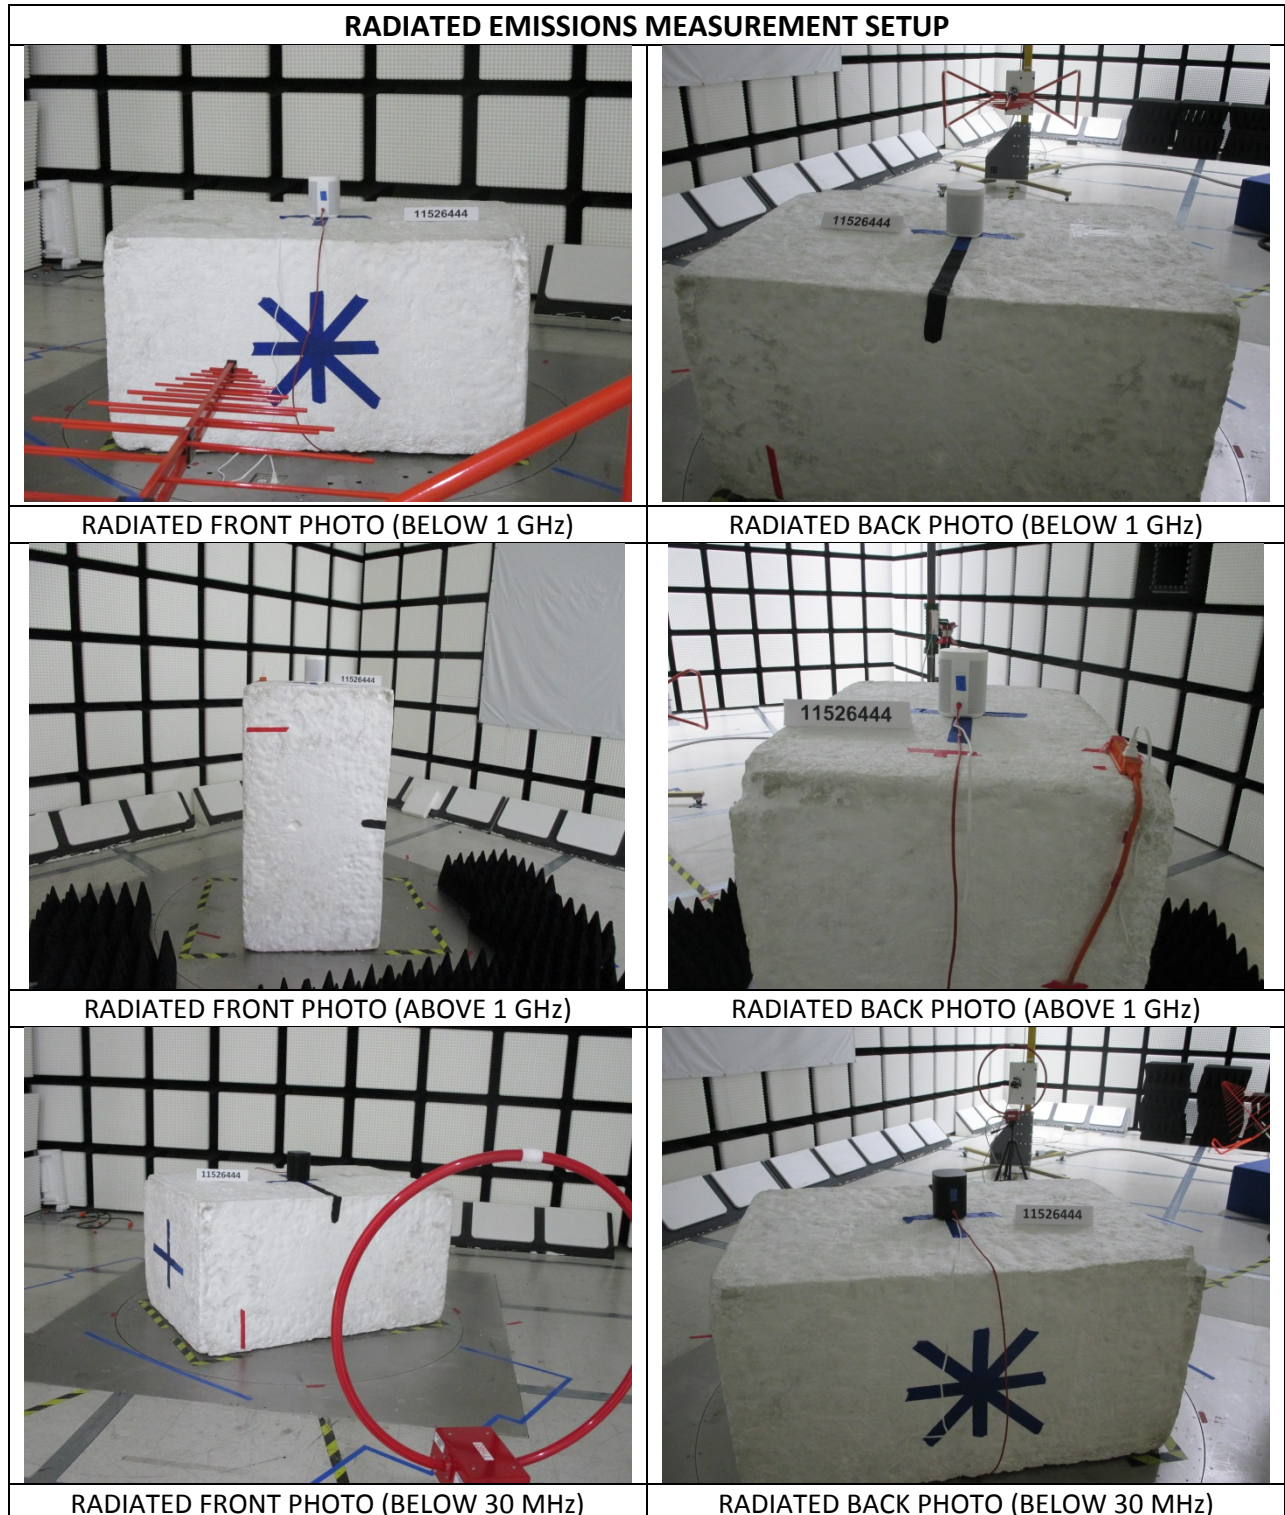 RADIATED EMISSIONS MEASUREMENT SETUP
11526444
11526444
RADIATED FRONT PHOTO (BELOW 1 GHz)
RADIATED BACK PHOTO (BELOW 1 GHz)
11526444
11526444
RADIATED FRONT PHOTO (ABOVE 1 GHz)
RADIATED BACK PHOTO (ABOVE 1 GHz)
11526444
11526444
RADIATED FRONT PHOTO (BELOW 30 MHz)
RADIATED BACK PHOTO (BELOW 30 MHz)